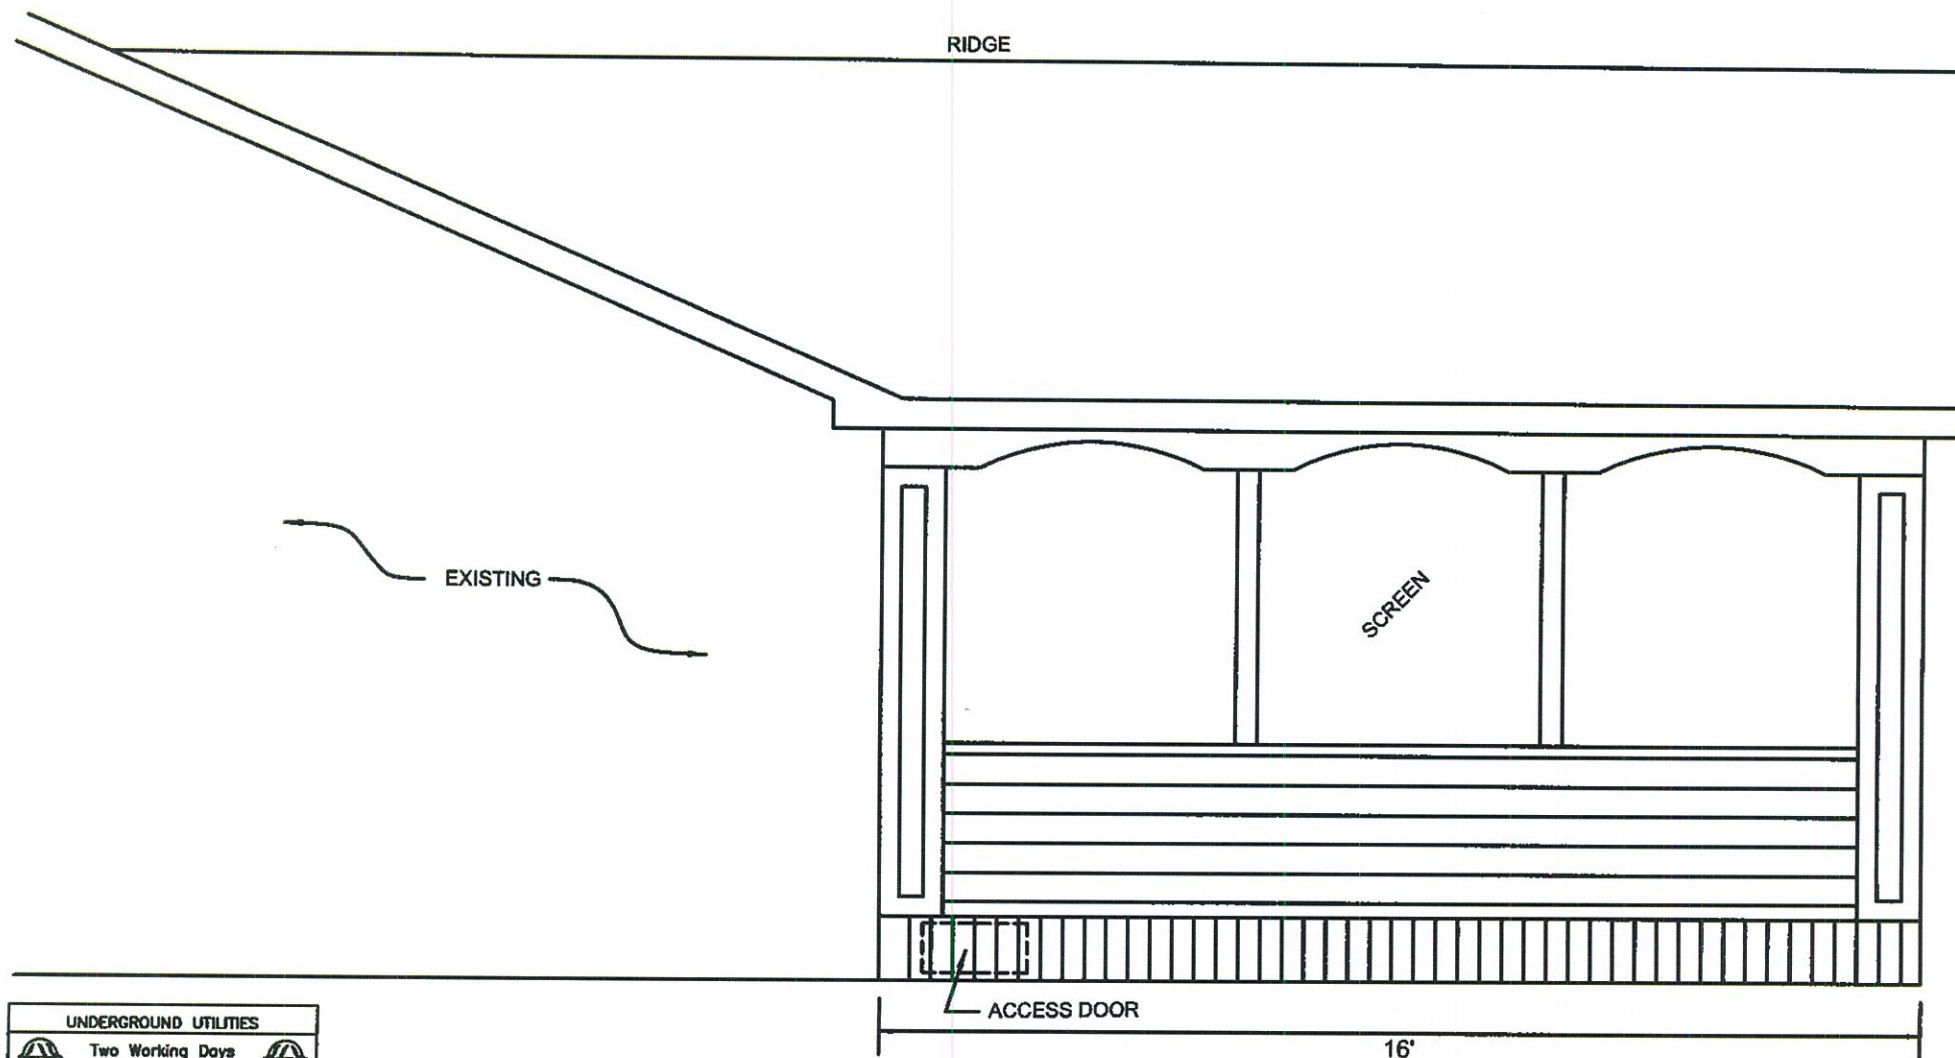 RIDGE
EXISTING
SCREEN
ACCESS DOOR
16'
UNDERGROUND UTILITIES
Two Working Days